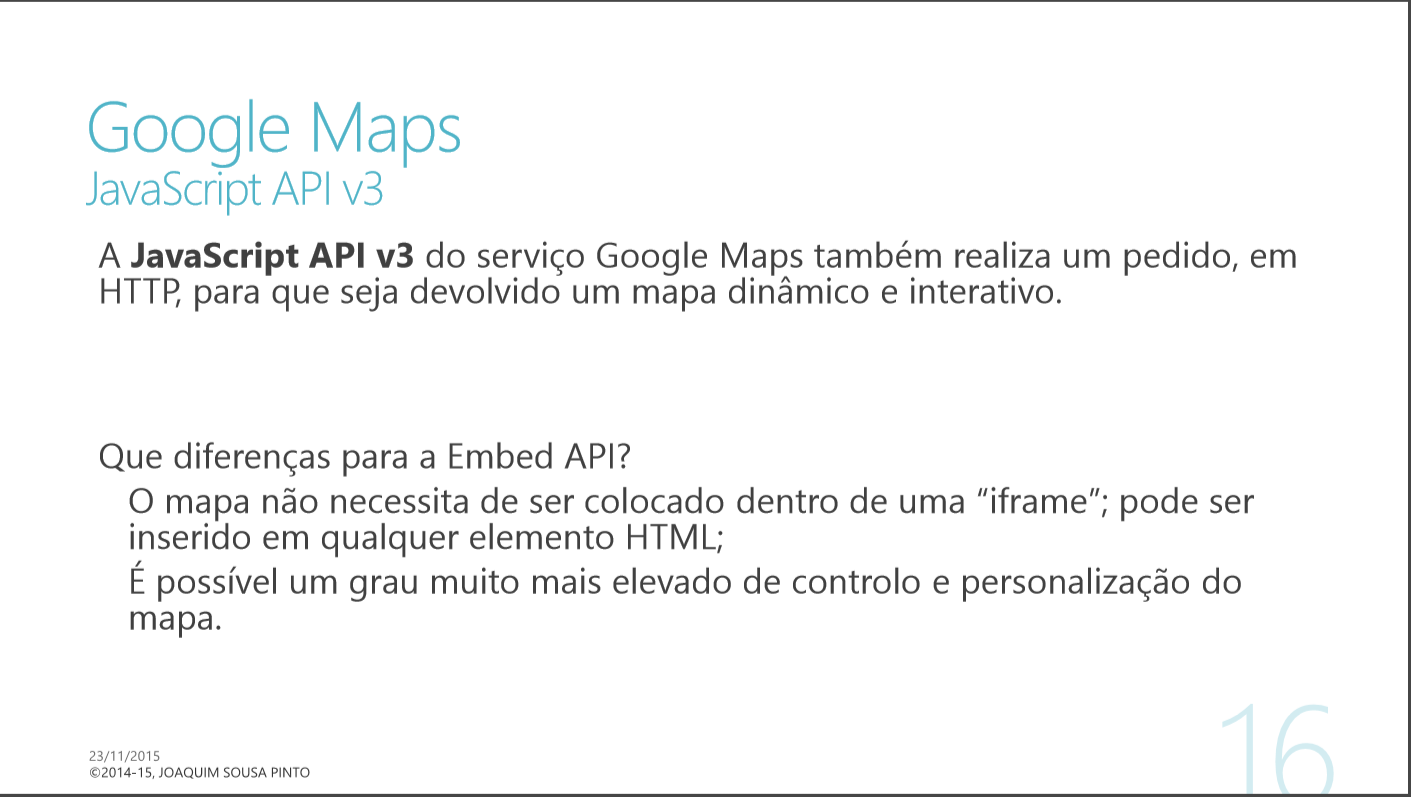 Google Maps
JavaScript API v3
A JavaScript API v3 do serviço Google Maps também realiza um pedido, em
HTTP, para que seja devolvido um mapa dinâmico e interativo.
Que diferenças para a Embed API?
O mapa não necessita de ser colocado dentro de uma “iframe”; pode ser
inserido em qualquer elemento HTML;
É possível um grau muito mais elevado de controlo e personalização do
mapa.
23/11/2015
©2014-15, JOAQUIM SOUSA PINTO
16